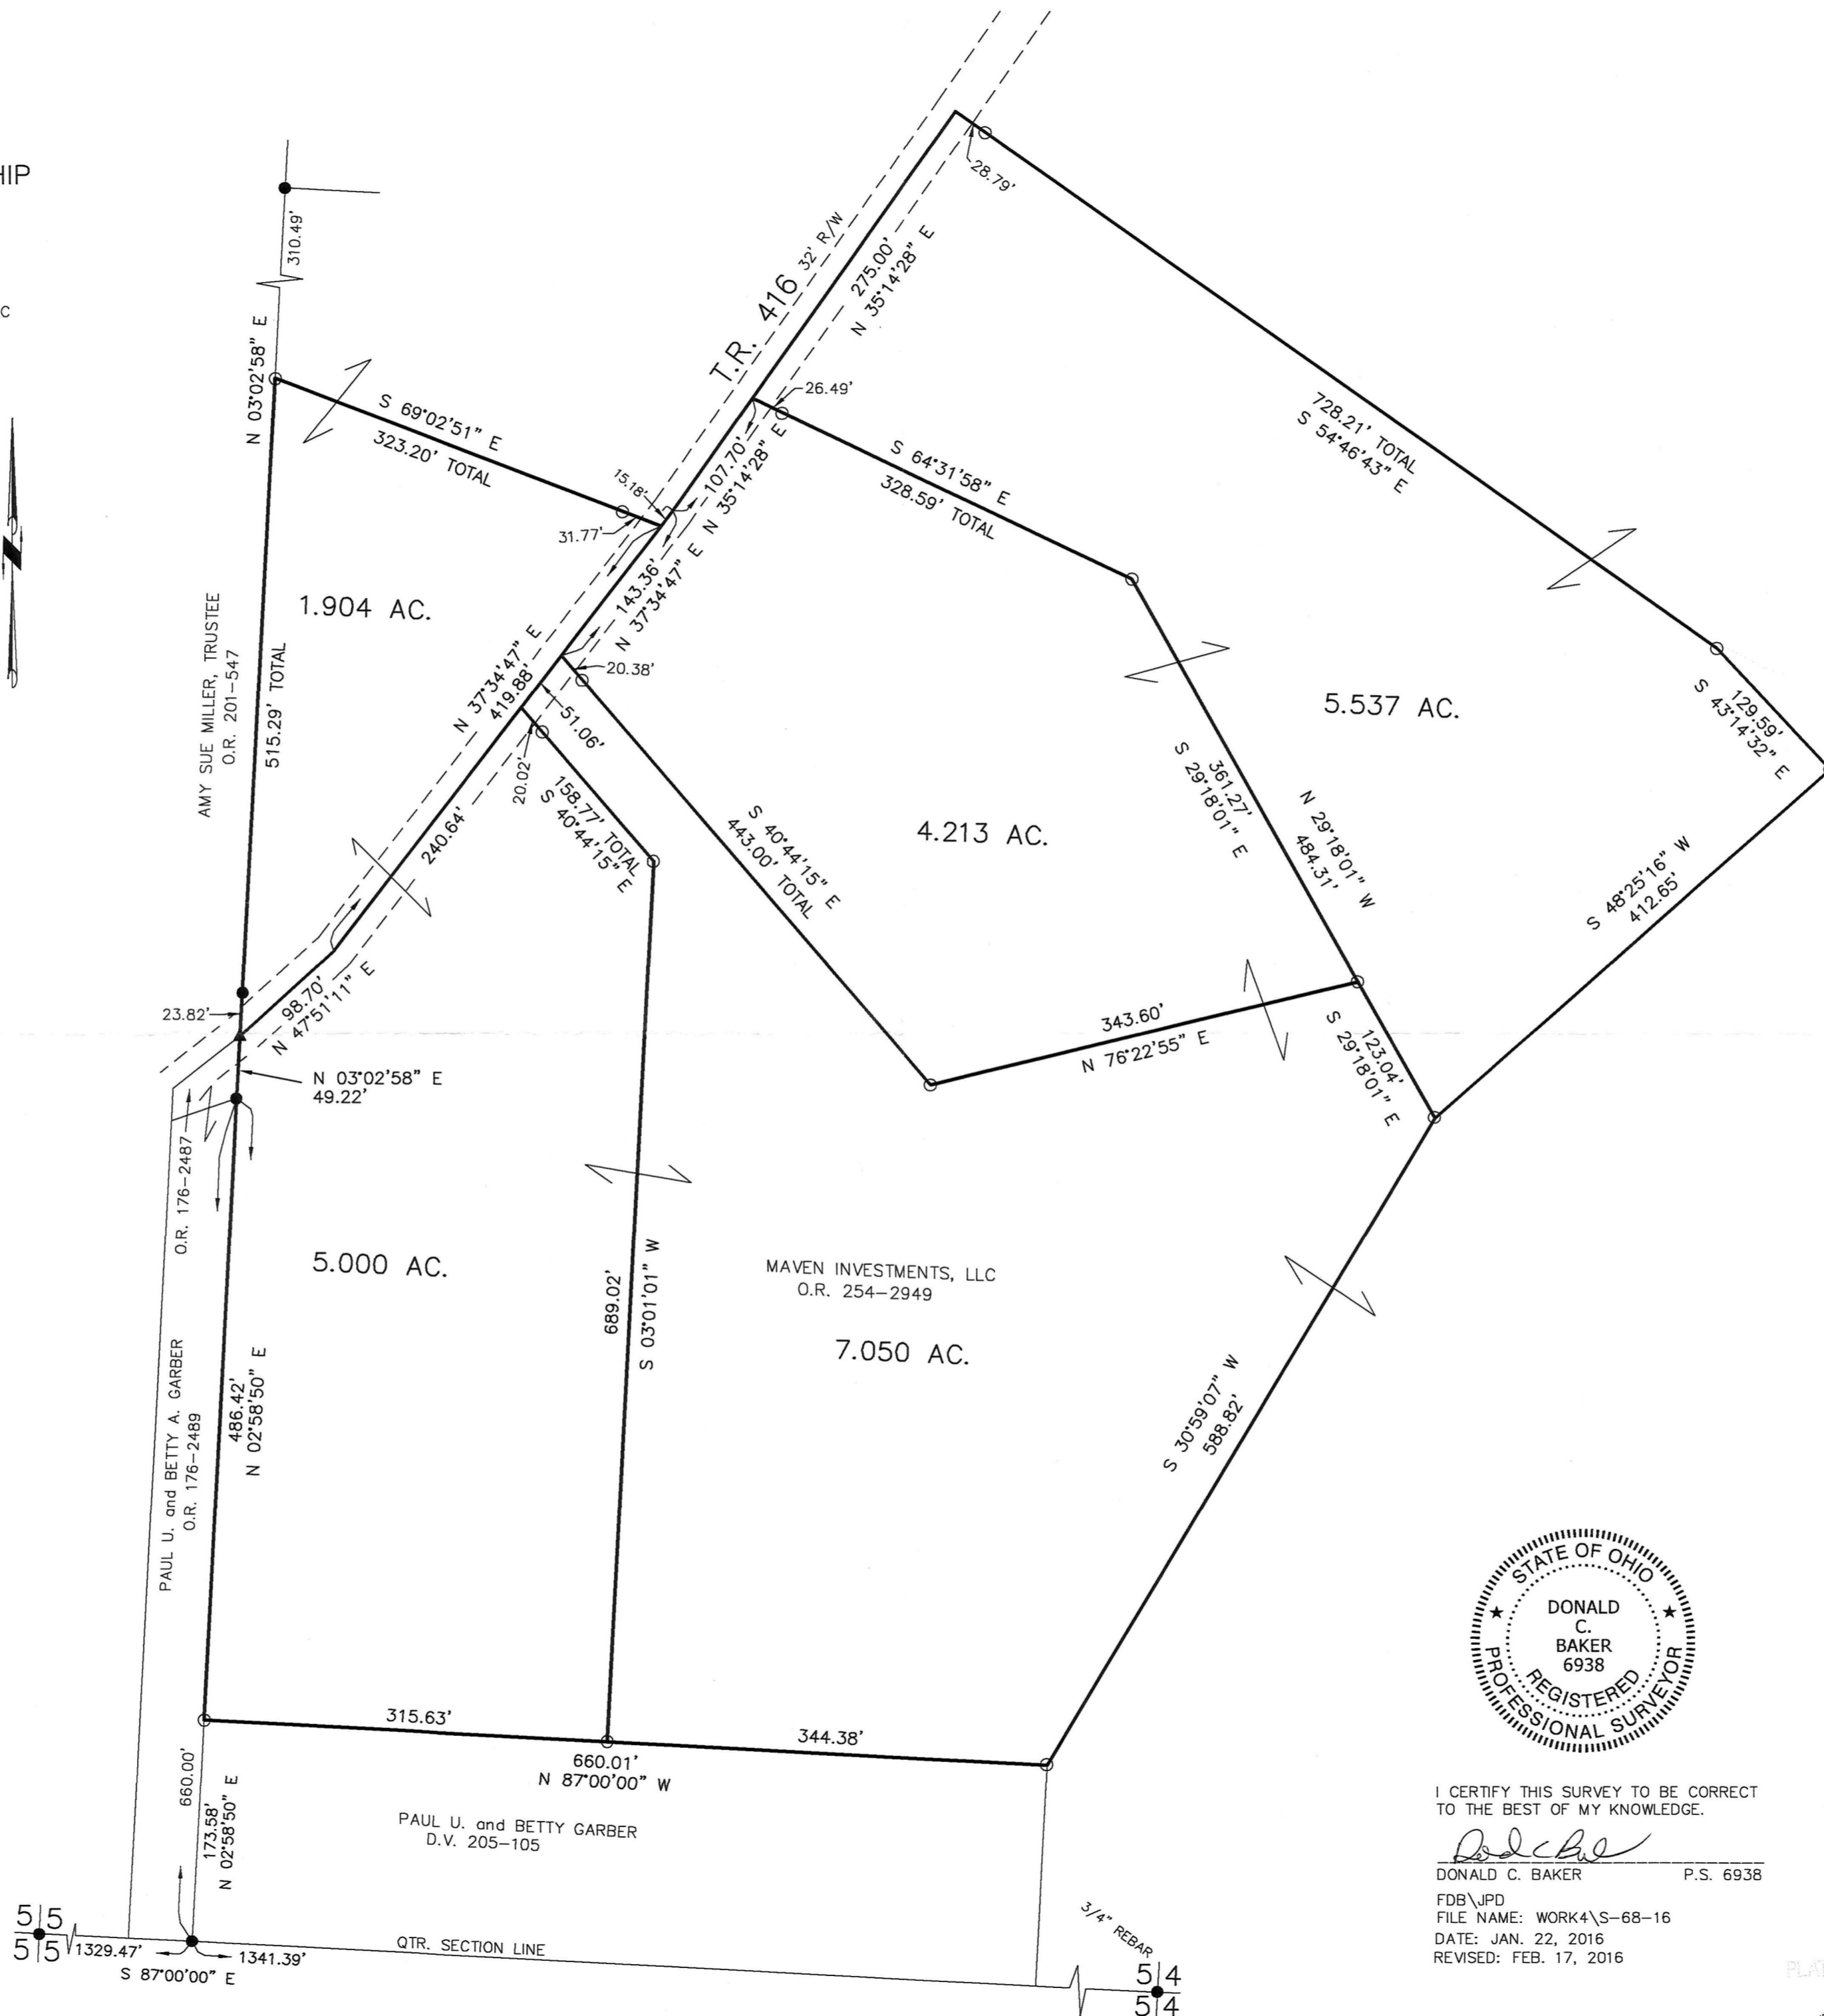 HIP
C
310.49'
N 03°02'58" E
S 69°02'51" E
323.20' TOTAL
15.18'
31.77'
T.R. 416 32' R/W
28.79'
275.00'
N 35°14'28" E
26.49'
107.70'
N 35°14'28" E
143.36'
N 37°34'47" E
S 64°31'58" E
328.59' TOTAL
728.21' TOTAL
S 54°46'43" E
129.59'
S 43°14'32" E
1.904 AC.
AMY SUE MILLER, TRUSTEE
O.R. 201-547
515.29' TOTAL
N 37°34'47" E
419.88'
20.38'
51.06'
20.02'
240.64'
158.77' TOTAL
S 40°44'15" E
S 40°44'15" E
443.00' TOTAL
4.213 AC.
5.537 AC.
361.27'
S 29°18'01" E
N 29°18'01" W
484.31'
S 48°25'16" W
412.65'
23.82'
98.70'
N 47°51'11" E
N 03°02'58" E
49.22'
343.60'
N 76°22'55" E
123.04'
S 29°18'01" E
O.R. 176-2487
5.000 AC.
689.02'
S 03°01'01" W
MAVEN INVESTMENTS, LLC
O.R. 254-2949
7.050 AC.
PAUL U. and BETTY A. GARBER
O.R. 176-2489
486.42'
N 02°58'50" E
S 30°59'07" W
588.82'
315.63'
344.38'
660.01'
N 87°00'00" W
660.00'
173.58'
N 02°58'50" E
PAUL U. and BETTY GARBER
D.V. 205-105
5|5
5|5
1329.47'
1341.39'
S 87°00'00" E
QTR. SECTION LINE
3/4" REBAR
5|4
5|4
STATE OF OHIO
DONALD
C.
BAKER
6938
REGISTERED
PROFESSIONAL SURVEYOR
I CERTIFY THIS SURVEY TO BE CORRECT
TO THE BEST OF MY KNOWLEDGE.
DONALD C. BAKER P.S. 6938
FDB\JPD
FILE NAME: WORK4\S-68-16
DATE: JAN. 22, 2016
REVISED: FEB. 17, 2016